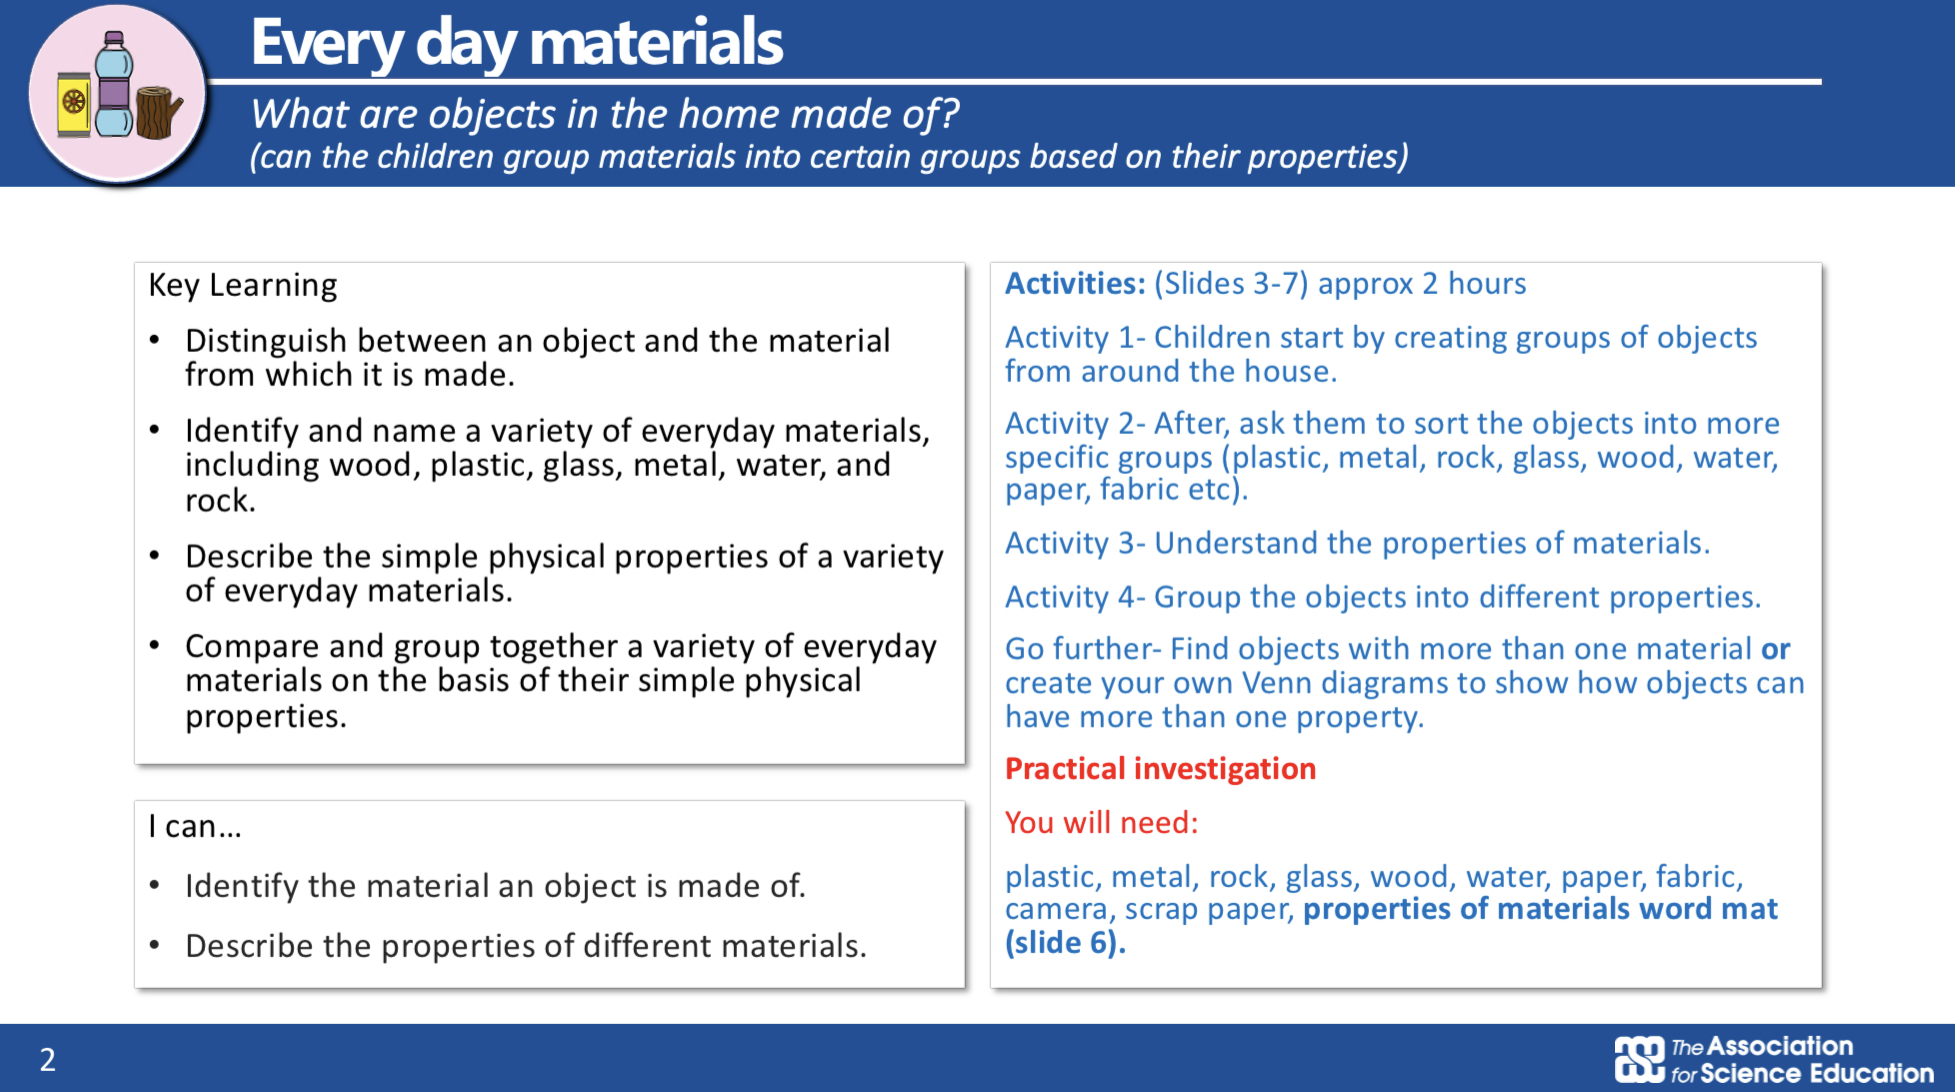 Every day materials
What are objects in the home made of?
(can the children group materials into certain groups based on their properties)
Key Learning
• Distinguish between an object and the material
from which it is made.
• Identify and name a variety of everyday materials,
including wood, plastic, glass, metal, water, and
rock.
• Describe the simple physical properties of a variety
of everyday materials.
• Compare and group together a variety of everyday
materials on the basis of their simple physical
properties.
I can...
• Identify the material an object is made of.
• Describe the properties of different materials.
Activities: (Slides 3-7) approx 2 hours
Activity 1- Children start by creating groups of objects
from around the house.
Activity 2- After, ask them to sort the objects into more
specific groups (plastic, metal, rock, glass, wood, water,
paper, fabric etc).
Activity 3- Understand the properties of materials.
Activity 4- Group the objects into different properties.
Go further- Find objects with more than one material or
create your own Venn diagrams to show how objects can
have more than one property.
Practical investigation
You will need:
plastic, metal, rock, glass, wood, water, paper, fabric,
camera, scrap paper, properties of materials word mat
(slide 6).
2
ase
The Association
for Science Education